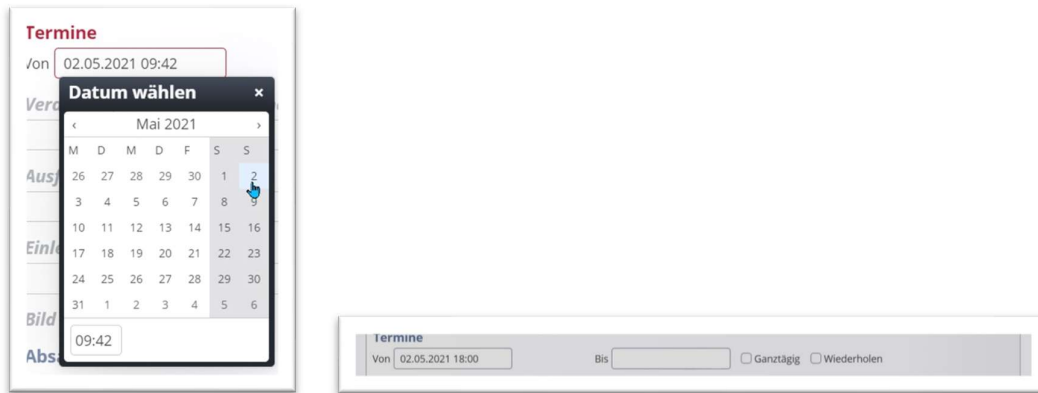 Termine
Von 02.05.2021 09:42
Datum wählen ×
‹ Mai 2021 ›
M D M D F S S
26 27 28 29 30 1 2
3 4 5 6 7 8 9
10 11 12 13 14 15 16
17 18 19 20 21 22 23
24 25 26 27 28 29 30
31 1 2 3 4 5 6
09:42
Bild
Termine
Von 02.05.2021 18:00 Bis Ganztägig Wiederholen